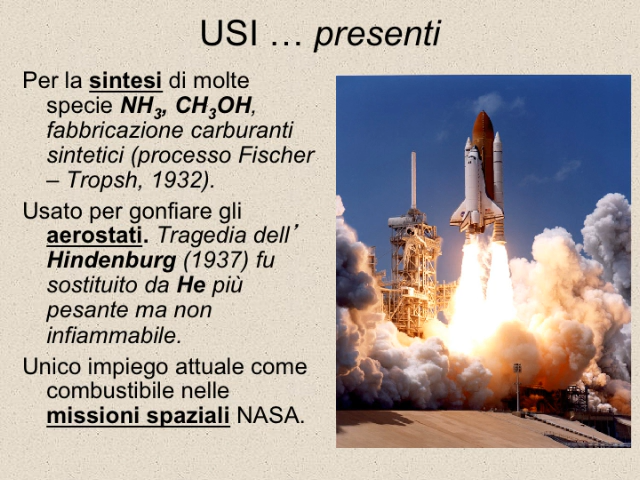 USI … presenti
Per la sintesi di molte
specie NH3, CH3OH,
fabbricazione carburanti
sintetici (processo Fischer
– Tropsh, 1932).
Usato per gonfiare gli
aerostati. Tragedia dell’
Hindenburg (1937) fu
sostituito da He più
pesante ma non
infiammabile.
Unico impiego attuale come
combustibile nelle
missioni spaziali NASA.